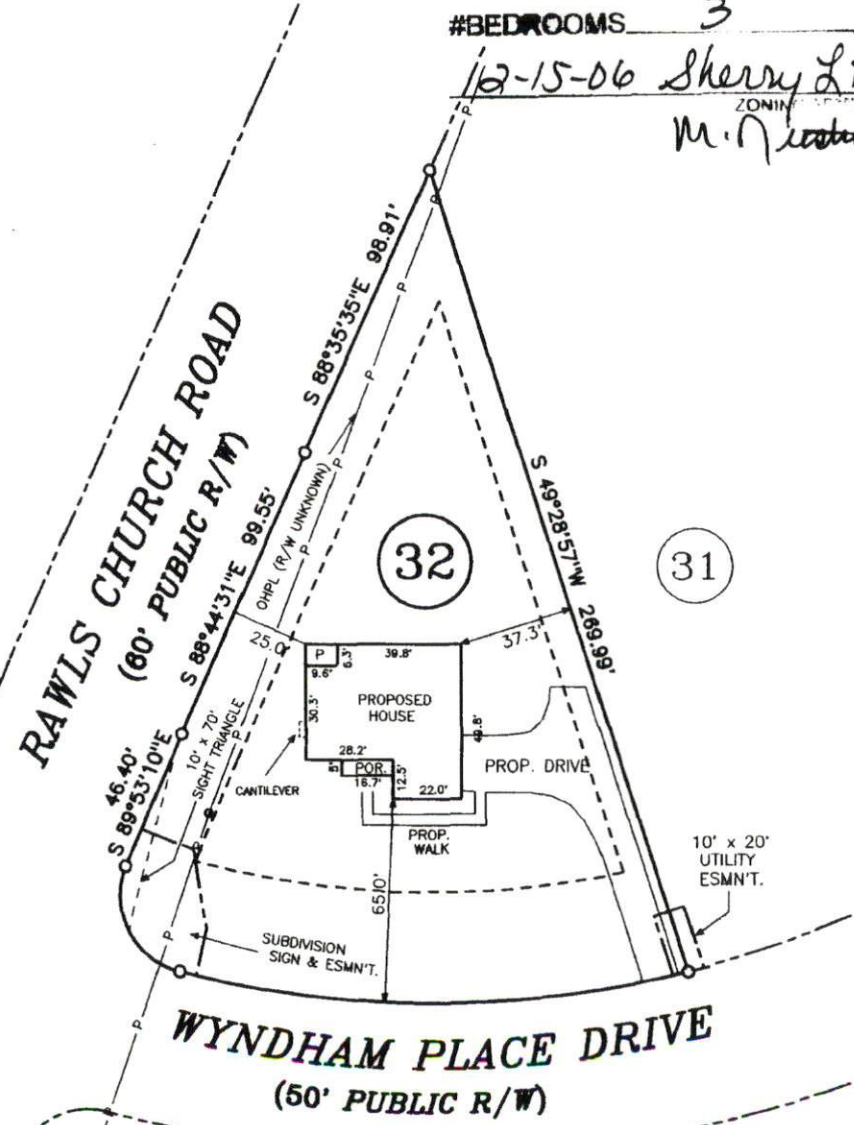 #BEDROOMS 3
12-15-06 Sherry
M.
P
S 88°35'35"E 98.91'
RAWLS CHURCH ROAD
(60' PUBLIC R/W)
S 88°44'31"E 99.55'
OHPL (R/W UNKNOWN)
32
31
S 49°28'57"W 269.99'
25.0'
37.3'
P
6.3'
9.6'
39.8'
30.3'
PROPOSED
HOUSE
28.2'
5'
POR.
16.7'
12.5'
22.0'
PROP. DRIVE
CANTILEVER
PROP.
WALK
46.40'
S 89°53'10"E
10' x 70'
SIGHT TRIANGLE
65.0'
10' x 20'
UTILITY
ESMN'T.
SUBDIVISION
SIGN & ESMN'T.
WYNDHAM PLACE DRIVE
(50' PUBLIC R/W)